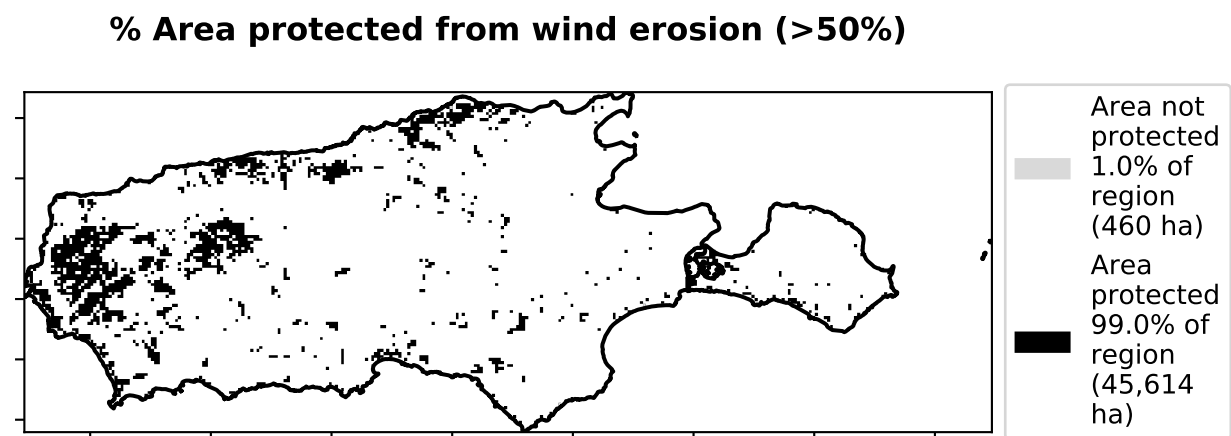 % Area protected from wind erosion (>50%)
Area not
protected
1.0% of
region
(460 ha)
Area
protected
99.0% of
region
(45,614
ha)